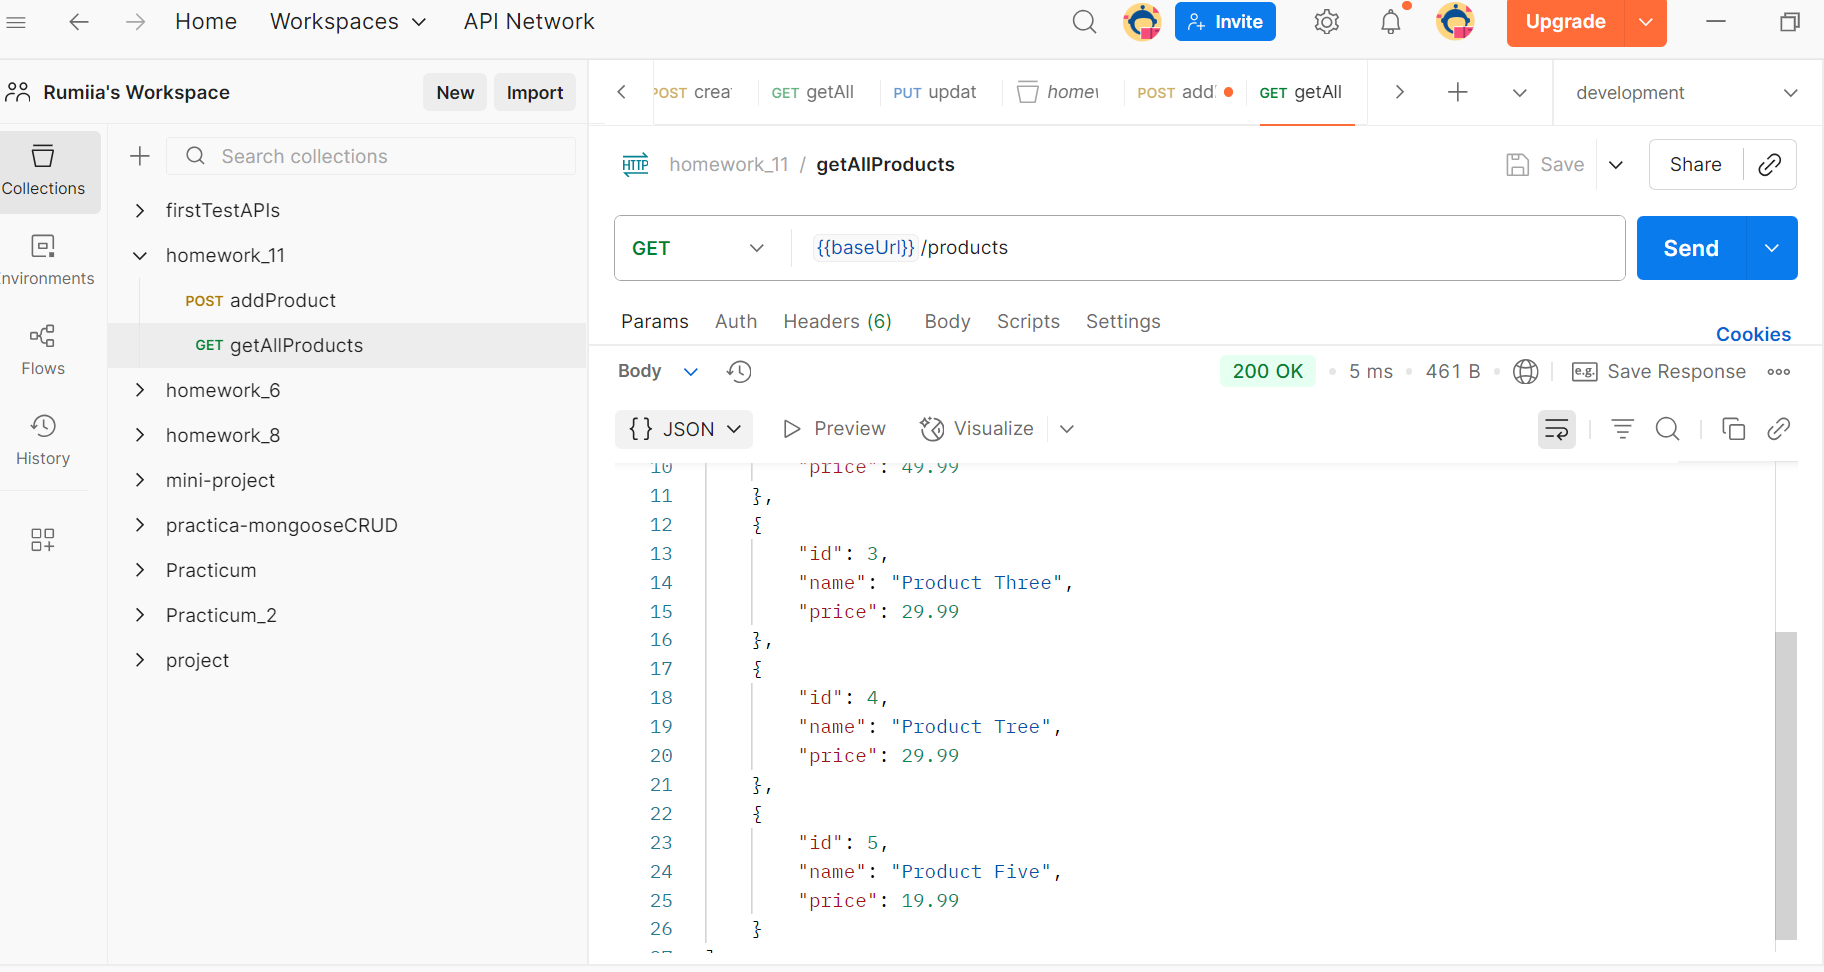 Home Workspaces API Network Invite Upgrade
Rumiia's Workspace New Import
POST crea GET getAll PUT updat homew POST add GET getAll development
Collections
Search collections
Environments
Flows
History
firstTestAPIs
homework_11
POST addProduct
GET getAllProducts
homework_6
homework_8
mini-project
practica-mongooseCRUD
Practicum
Practicum_2
project
HTTP homework_11 / getAllProducts Save Share
GET {{baseUrl}} /products Send
Params Auth Headers (6) Body Scripts Settings
Cookies
Body 200 OK 5 ms 461 B e.g. Save Response
{} JSON Preview Visualize
10 "price": 49.99
11 },
12 {
13 "id": 3,
14 "name": "Product Three",
15 "price": 29.99
16 },
17 {
18 "id": 4,
19 "name": "Product Tree",
20 "price": 29.99
21 },
22 {
23 "id": 5,
24 "name": "Product Five",
25 "price": 19.99
26 }